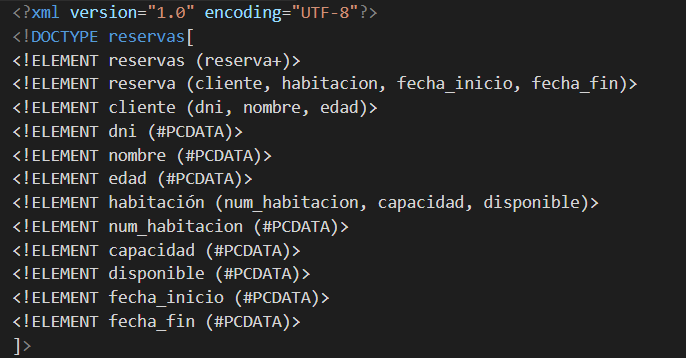 <?xml version="1.0" encoding="UTF-8"?>
<!DOCTYPE reservas[
<!ELEMENT reservas (reserva+)>
<!ELEMENT reserva (cliente, habitacion, fecha_inicio, fecha_fin)>
<!ELEMENT cliente (dni, nombre, edad)>
<!ELEMENT dni (#PCDATA)>
<!ELEMENT nombre (#PCDATA)>
<!ELEMENT edad (#PCDATA)>
<!ELEMENT habitación (num_habitacion, capacidad, disponible)>
<!ELEMENT num_habitacion (#PCDATA)>
<!ELEMENT capacidad (#PCDATA)>
<!ELEMENT disponible (#PCDATA)>
<!ELEMENT fecha_inicio (#PCDATA)>
<!ELEMENT fecha_fin (#PCDATA)>
]>